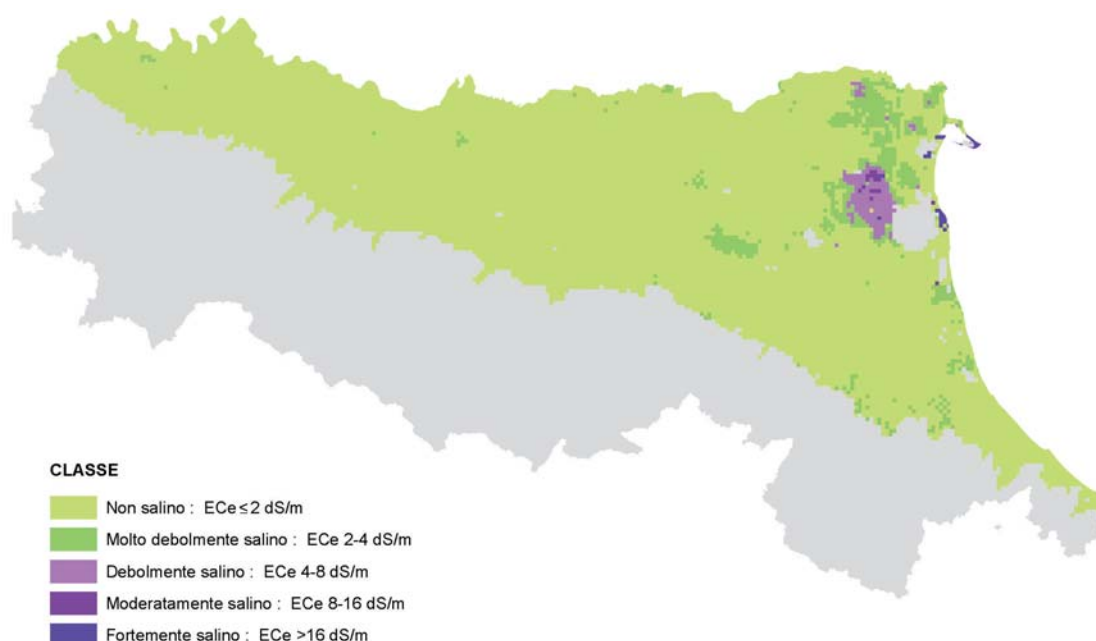 CLASSE
Non salino : ECe ≤ 2 dS/m
Molto debolmente salino : ECe 2-4 dS/m
Debolmente salino : ECe 4-8 dS/m
Moderatamente salino : ECe 8-16 dS/m
Fortemente salino : ECe >16 dS/m